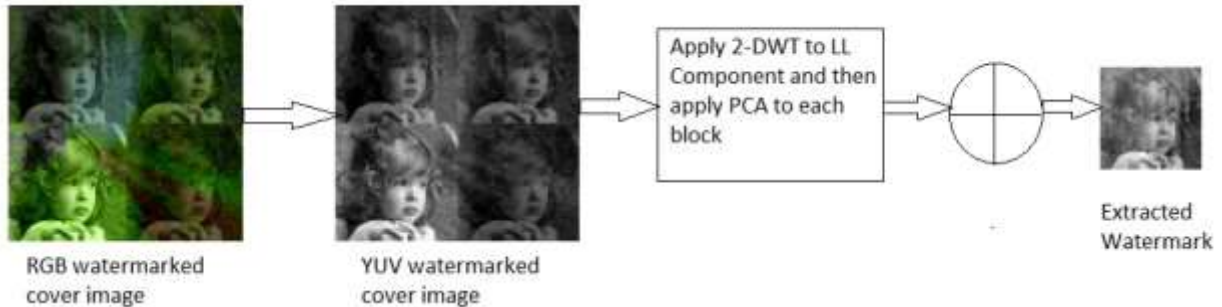 Apply 2-DWT to LL
Component and then
apply PCA to each
block
RGB watermarked
cover image
YUV watermarked
cover image
Extracted
Watermark